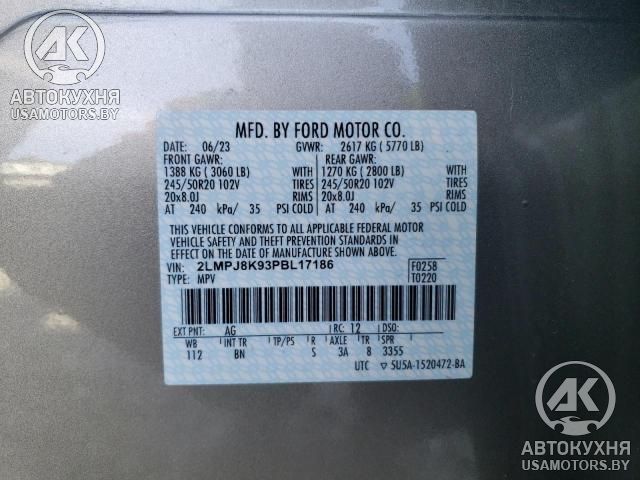 АК
АВТОКУХНЯ
USAMOTORS.BY
MFD. BY FORD MOTOR CO.
DATE: 06/23 GVWR: 2617 KG ( 5770 LB)
FRONT GAWR: REAR GAWR:
1388 KG ( 3060 LB) WITH 1270 KG ( 2800 LB) WITH
245/50R20 102V TIRES 245/50R20 102V TIRES
20x8.0J RIMS 20x8.0J RIMS
AT 240 kPa/ 35 PSI COLD AT 240 kPa/ 35 PSI COLD
THIS VEHICLE CONFORMS TO ALL APPLICABLE FEDERAL MOTOR
VEHICLE SAFETY AND THEFT PREVENTION STANDARDS IN
EFFECT ON THE DATE OF MANUFACTURE SHOWN ABOVE.
VIN: 2LMPJ8K93PBL17186 F0258
TYPE: MPV T0220
EXT PNT: AG RC: 12 DSO:
WB INT TR TP/PS R AXLE TR SPR
112 BN S 3A 8 3355
UTC ▽ 5U5A-1520472-BA
АК
АВТОКУХНЯ
USAMOTORS.BY